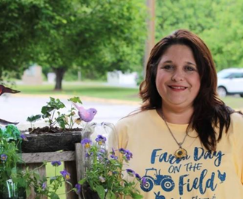 Farm Day
ON THE
Field